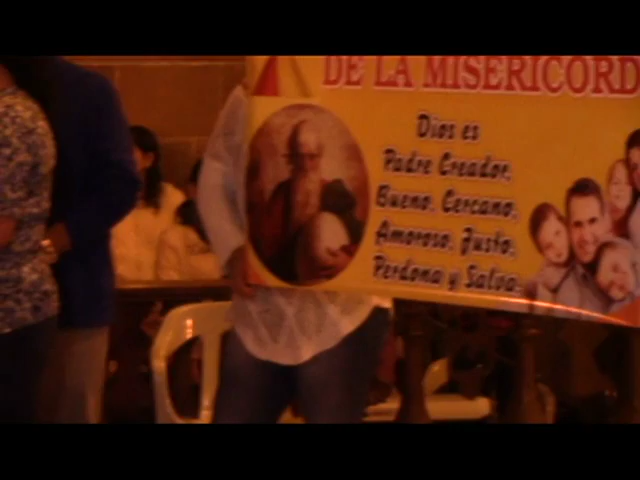 DE LA MISERICORD
Dios es
Padre Creador,
Bueno, Cercano,
Amoroso, Justo,
Perdona y Salva